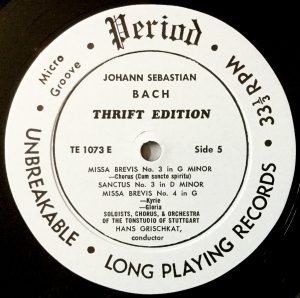 Period
Micro Groove
33⅓ RPM
UNBREAKABLE • LONG PLAYING RECORDS •
JOHANN SEBASTIAN
BACH
THRIFT EDITION
TE 1073 E Side 5
MISSA BREVIS No. 3 in G MINOR
—Chorus (Cum sancto spiritu)
SANCTUS No. 3 in D MINOR
MISSA BREVIS No. 4 in G
—Kyrie
—Gloria
SOLOISTS, CHORUS, & ORCHESTRA
OF THE TONSTUDIO OF STUTTGART
HANS GRISCHKAT,
conductor